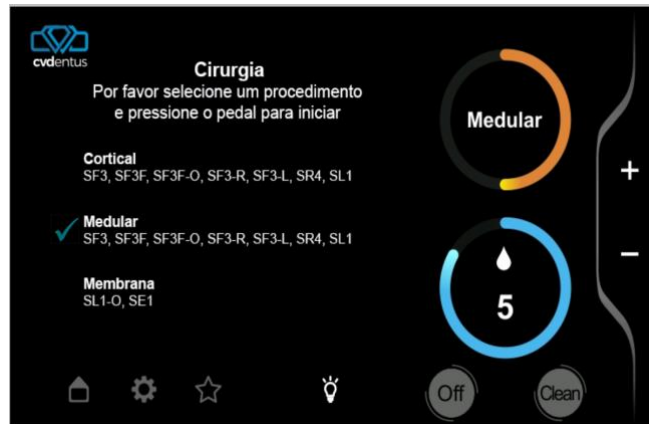 cvdentus
Cirurgia
Por favor selecione um procedimento
e pressione o pedal para iniciar
Cortical
SF3, SF3F, SF3F-O, SF3-R, SF3-L, SR4, SL1
Medular
SF3, SF3F, SF3F-O, SF3-R, SF3-L, SR4, SL1
Membrana
SL1-O, SE1
Medular
5
+
−
Off
Clean